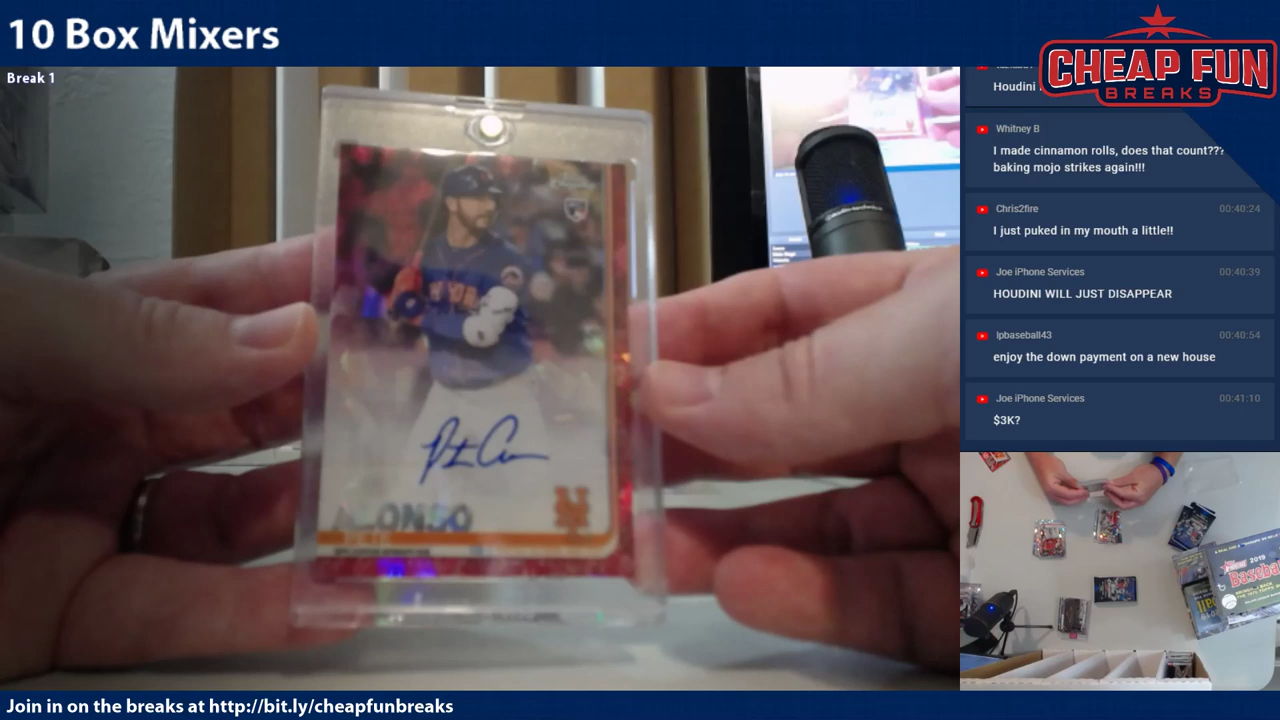 10 Box Mixers
CHEAP FUN
BREAKS
Break 1
Houdini
Whitney B
I made cinnamon rolls, does that count???
baking mojo strikes again!!!
Chris2fire
00:40:24
I just puked in my mouth a little!!
Joe iPhone Services
00:40:39
HOUDINI WILL JUST DISAPPEAR
lpbaseball43
00:40:54
enjoy the down payment on a new house
Joe iPhone Services
00:41:10
$3K?
ALONSO
PETE
2019
Baseball
Join in on the breaks at http://bit.ly/cheapfunbreaks